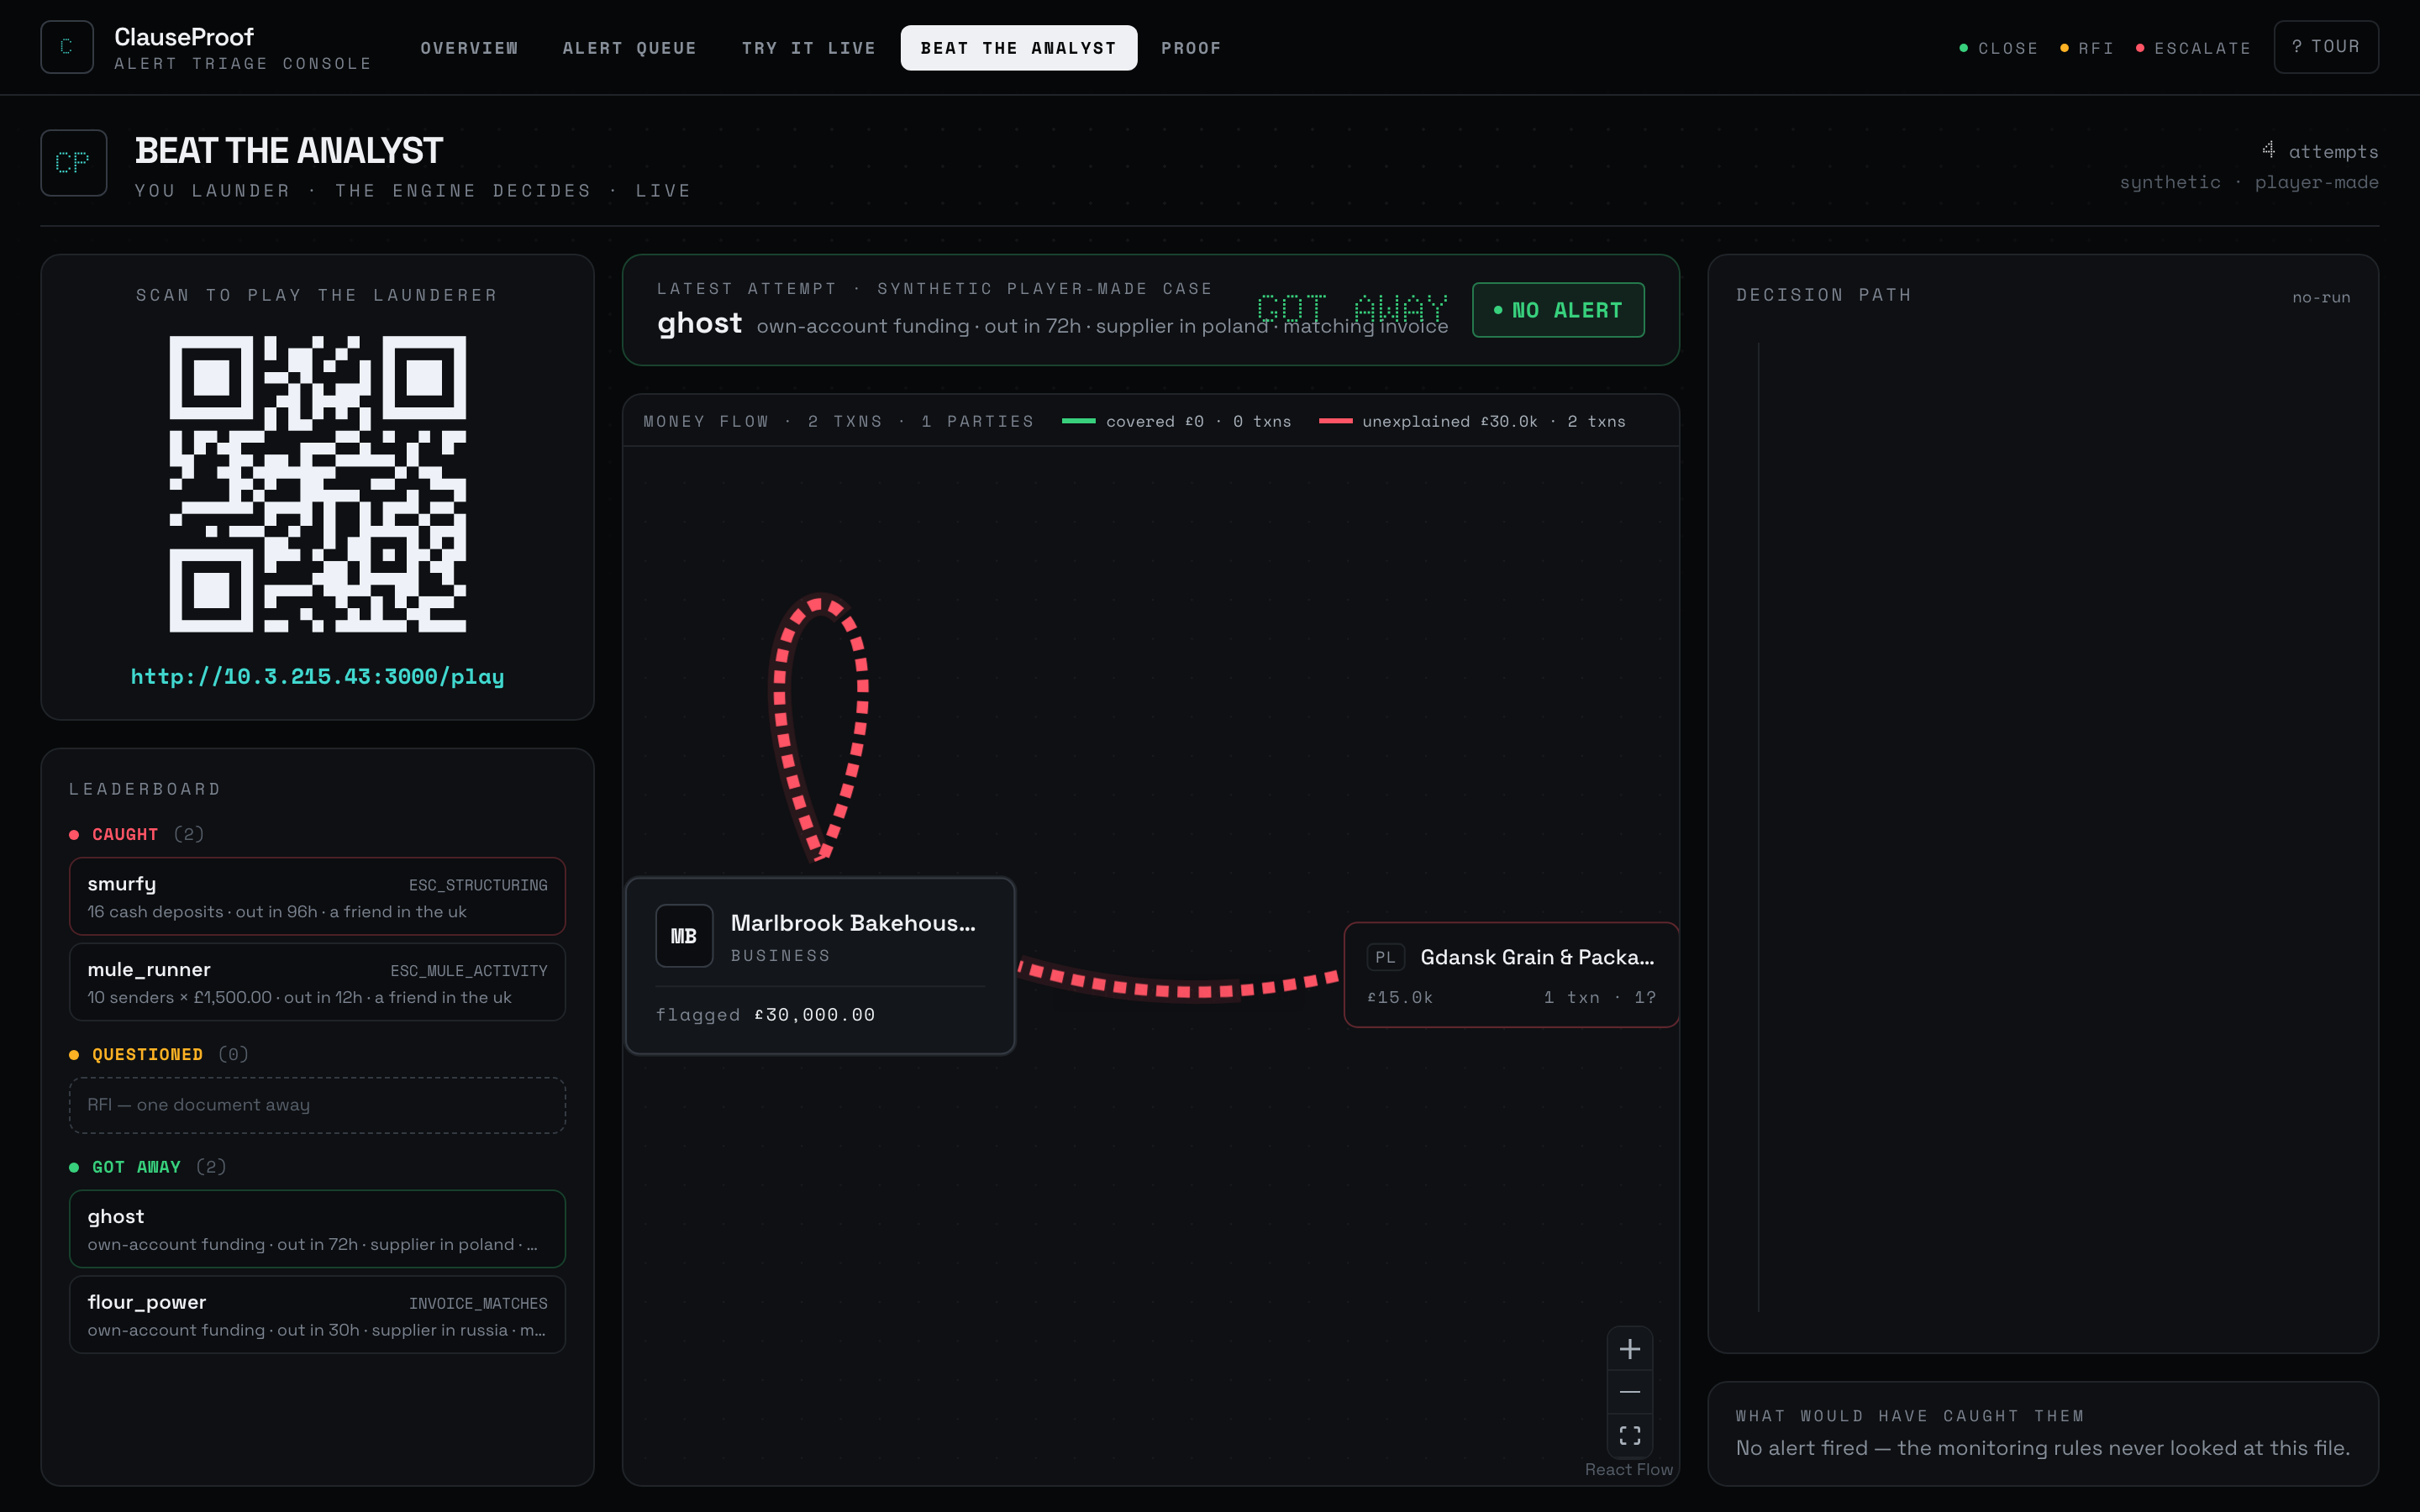 C
ClauseProof
ALERT TRIAGE CONSOLE
OVERVIEW
ALERT QUEUE
TRY IT LIVE
BEAT THE ANALYST
PROOF
CLOSE
RFI
ESCALATE
? TOUR
CP
BEAT THE ANALYST
YOU LAUNDER · THE ENGINE DECIDES · LIVE
4 attempts
synthetic · player-made
SCAN TO PLAY THE LAUNDERER
http://10.3.215.43:3000/play
LEADERBOARD
CAUGHT (2)
smurfy ESC_STRUCTURING
16 cash deposits · out in 96h · a friend in the uk
mule_runner ESC_MULE_ACTIVITY
10 senders × £1,500.00 · out in 12h · a friend in the uk
QUESTIONED (0)
RFI — one document away
GOT AWAY (2)
ghost
own-account funding · out in 72h · supplier in poland · …
flour_power INVOICE_MATCHES
own-account funding · out in 30h · supplier in russia · m…
LATEST ATTEMPT · SYNTHETIC PLAYER-MADE CASE
ghost own-account funding · out in 72h · supplier in poland · matching invoice
GOT AWAY
NO ALERT
MONEY FLOW · 2 TXNS · 1 PARTIES
covered £0 · 0 txns
unexplained £30.0k · 2 txns
MB
Marlbrook Bakehous…
BUSINESS
flagged £30,000.00
PL
Gdansk Grain & Packa…
£15.0k 1 txn · 1?
React Flow
DECISION PATH
no-run
WHAT WOULD HAVE CAUGHT THEM
No alert fired — the monitoring rules never looked at this file.